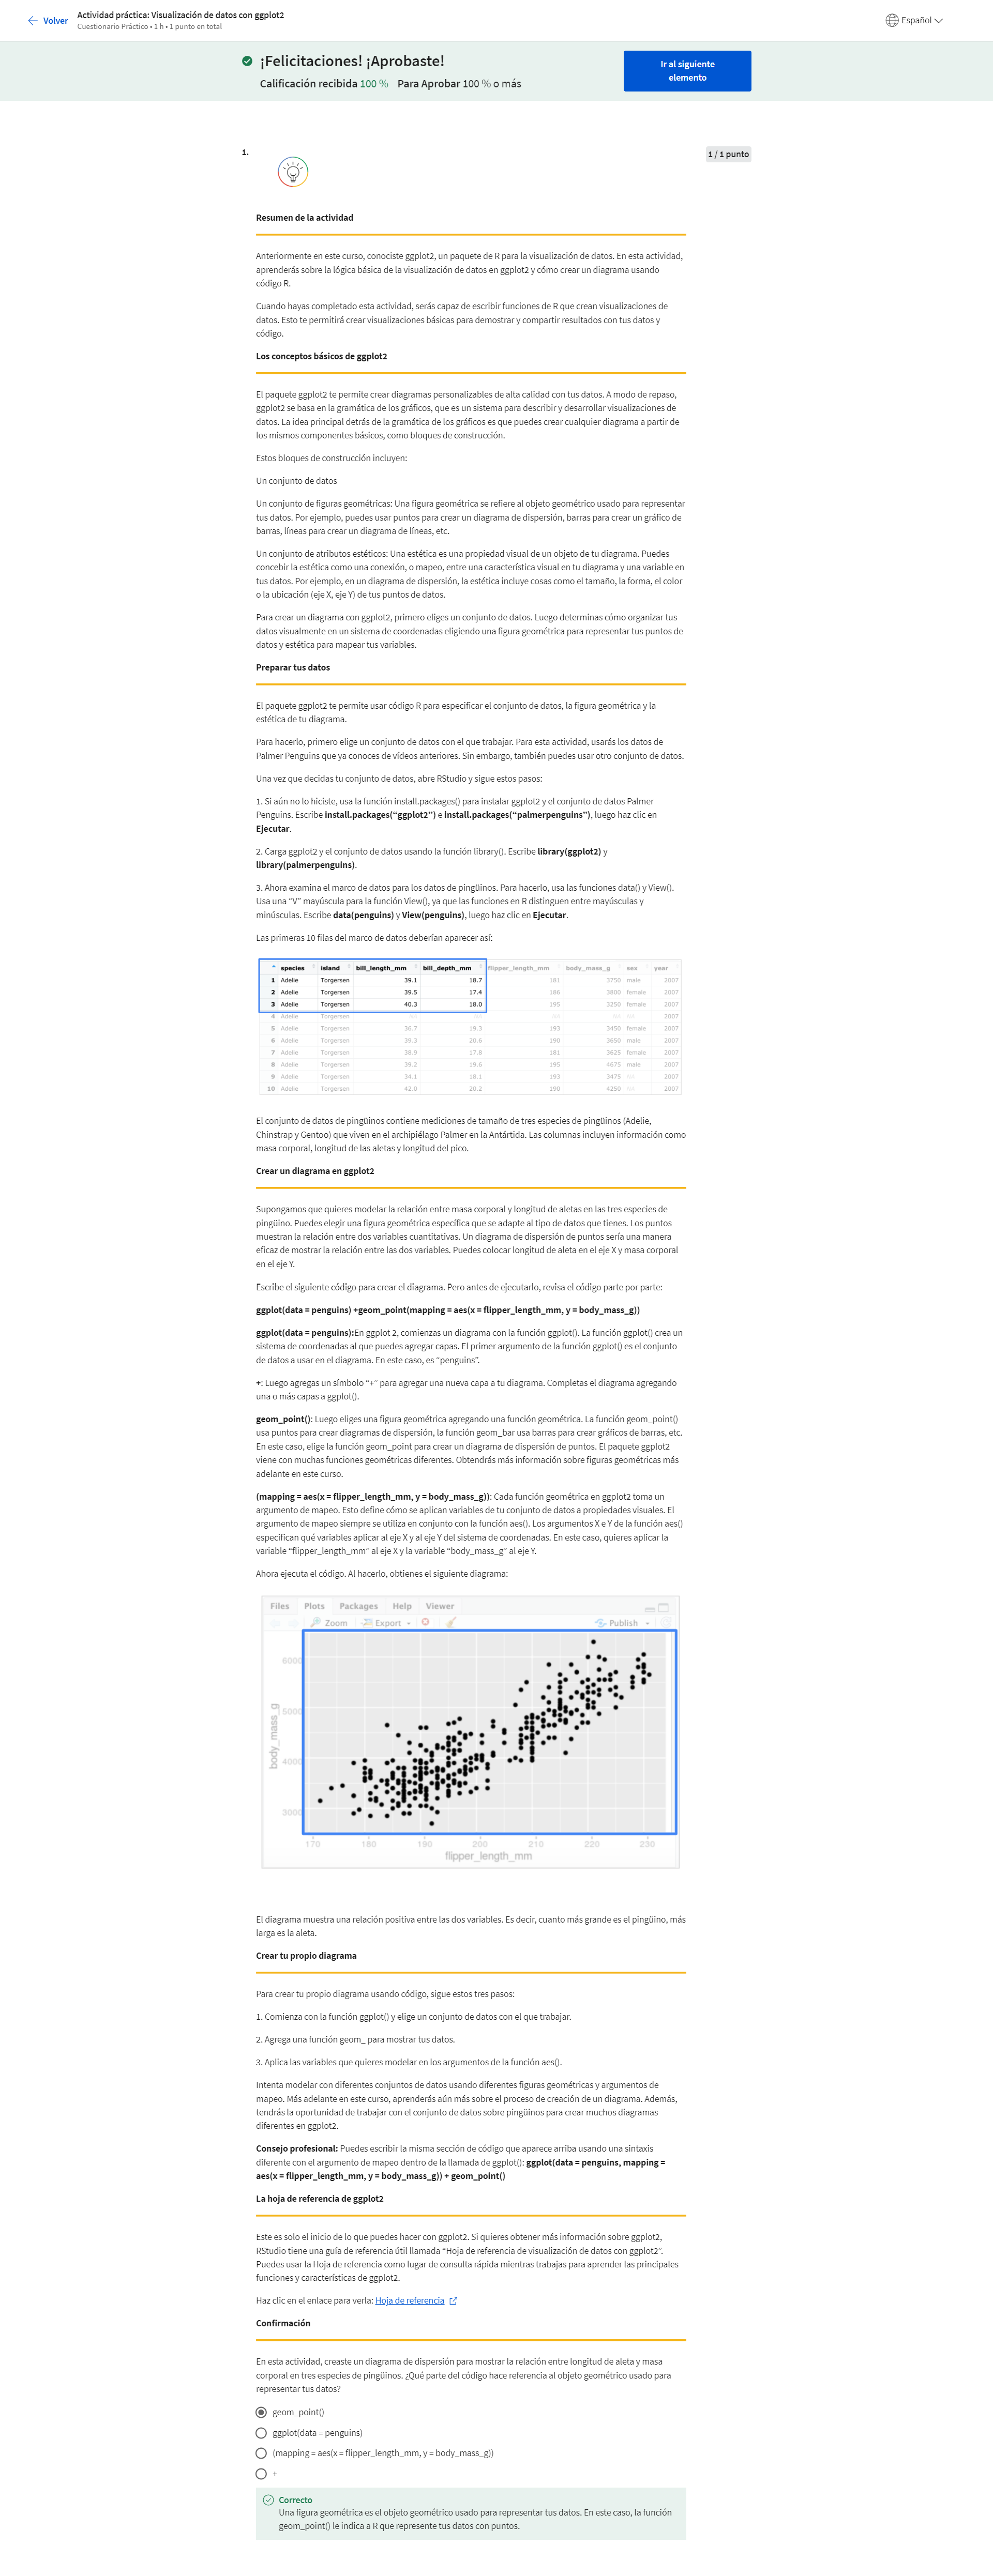 Volver
Actividad práctica: Visualización de datos con ggplot2
Cuestionario Práctico • 1 h • 1 punto en total
Español
¡Felicitaciones! ¡Aprobaste!
Calificación recibida 100 % Para Aprobar 100 % o más
Ir al siguiente
elemento
1.
1 / 1 punto
Resumen de la actividad
Anteriormente en este curso, conociste ggplot2, un paquete de R para la visualización de datos. En esta actividad,
aprenderás sobre la lógica básica de la visualización de datos en ggplot2 y cómo crear un diagrama usando
código R.
Cuando hayas completado esta actividad, serás capaz de escribir funciones de R que crean visualizaciones de
datos. Esto te permitirá crear visualizaciones básicas para demostrar y compartir resultados con tus datos y
código.
Los conceptos básicos de ggplot2
El paquete ggplot2 te permite crear diagramas personalizables de alta calidad con tus datos. A modo de repaso,
ggplot2 se basa en la gramática de los gráficos, que es un sistema para describir y desarrollar visualizaciones de
datos. La idea principal detrás de la gramática de los gráficos es que puedes crear cualquier diagrama a partir de
los mismos componentes básicos, como bloques de construcción.
Estos bloques de construcción incluyen:
Un conjunto de datos
Un conjunto de figuras geométricas: Una figura geométrica se refiere al objeto geométrico usado para representar
tus datos. Por ejemplo, puedes usar puntos para crear un diagrama de dispersión, barras para crear un gráfico de
barras, líneas para crear un diagrama de líneas, etc.
Un conjunto de atributos estéticos: Una estética es una propiedad visual de un objeto de tu diagrama. Puedes
concebir la estética como una conexión, o mapeo, entre una característica visual en tu diagrama y una variable en
tus datos. Por ejemplo, en un diagrama de dispersión, la estética incluye cosas como el tamaño, la forma, el color
o la ubicación (eje X, eje Y) de tus puntos de datos.
Para crear un diagrama con ggplot2, primero eliges un conjunto de datos. Luego determinas cómo organizar tus
datos visualmente en un sistema de coordenadas eligiendo una figura geométrica para representar tus puntos de
datos y estética para mapear tus variables.
Preparar tus datos
El paquete ggplot2 te permite usar código R para especificar el conjunto de datos, la figura geométrica y la
estética de tu diagrama.
Para hacerlo, primero elige un conjunto de datos con el que trabajar. Para esta actividad, usarás los datos de
Palmer Penguins que ya conoces de vídeos anteriores. Sin embargo, también puedes usar otro conjunto de datos.
Una vez que decidas tu conjunto de datos, abre RStudio y sigue estos pasos:
1. Si aún no lo hiciste, usa la función install.packages() para instalar ggplot2 y el conjunto de datos Palmer
Penguins. Escribe install.packages(“ggplot2”) e install.packages(“palmerpenguins”), luego haz clic en
Ejecutar.
2. Carga ggplot2 y el conjunto de datos usando la función library(). Escribe library(ggplot2) y
library(palmerpenguins).
3. Ahora examina el marco de datos para los datos de pingüinos. Para hacerlo, usa las funciones data() y View().
Usa una “V” mayúscula para la función View(), ya que las funciones en R distinguen entre mayúsculas y
minúsculas. Escribe data(penguins) y View(penguins), luego haz clic en Ejecutar.
Las primeras 10 filas del marco de datos deberían aparecer así:
species island bill_length_mm bill_depth_mm flipper_length_mm body_mass_g sex year
1 Adelie Torgersen 39.1 18.7 181 3750 male 2007
2 Adelie Torgersen 39.5 17.4 186 3800 female 2007
3 Adelie Torgersen 40.3 18.0 195 3250 female 2007
4 Adelie Torgersen NA NA NA NA NA 2007
5 Adelie Torgersen 36.7 19.3 193 3450 female 2007
6 Adelie Torgersen 39.3 20.6 190 3650 male 2007
7 Adelie Torgersen 38.9 17.8 181 3625 female 2007
8 Adelie Torgersen 39.2 19.6 195 4675 male 2007
9 Adelie Torgersen 34.1 18.1 193 3475 NA 2007
10 Adelie Torgersen 42.0 20.2 190 4250 NA 2007
El conjunto de datos de pingüinos contiene mediciones de tamaño de tres especies de pingüinos (Adelie,
Chinstrap y Gentoo) que viven en el archipiélago Palmer en la Antártida. Las columnas incluyen información como
masa corporal, longitud de las aletas y longitud del pico.
Crear un diagrama en ggplot2
Supongamos que quieres modelar la relación entre masa corporal y longitud de aletas en las tres especies de
pingüino. Puedes elegir una figura geométrica específica que se adapte al tipo de datos que tienes. Los puntos
muestran la relación entre dos variables cuantitativas. Un diagrama de dispersión de puntos sería una manera
eficaz de mostrar la relación entre las dos variables. Puedes colocar longitud de aleta en el eje X y masa corporal
en el eje Y.
Escribe el siguiente código para crear el diagrama. Pero antes de ejecutarlo, revisa el código parte por parte:
ggplot(data = penguins) +geom_point(mapping = aes(x = flipper_length_mm, y = body_mass_g))
ggplot(data = penguins):En ggplot 2, comienzas un diagrama con la función ggplot(). La función ggplot() crea un
sistema de coordenadas al que puedes agregar capas. El primer argumento de la función ggplot() es el conjunto
de datos a usar en el diagrama. En este caso, es “penguins”.
+: Luego agregas un símbolo “+” para agregar una nueva capa a tu diagrama. Completas el diagrama agregando
una o más capas a ggplot().
geom_point(): Luego eliges una figura geométrica agregando una función geométrica. La función geom_point()
usa puntos para crear diagramas de dispersión, la función geom_bar usa barras para crear gráficos de barras, etc.
En este caso, elige la función geom_point para crear un diagrama de dispersión de puntos. El paquete ggplot2
viene con muchas funciones geométricas diferentes. Obtendrás más información sobre figuras geométricas más
adelante en este curso.
(mapping = aes(x = flipper_length_mm, y = body_mass_g)): Cada función geométrica en ggplot2 toma un
argumento de mapeo. Esto define cómo se aplican variables de tu conjunto de datos a propiedades visuales. El
argumento de mapeo siempre se utiliza en conjunto con la función aes(). Los argumentos X e Y de la función aes()
especifican qué variables aplicar al eje X y al eje Y del sistema de coordenadas. En este caso, quieres aplicar la
variable “flipper_length_mm” al eje X y la variable “body_mass_g” al eje Y.
Ahora ejecuta el código. Al hacerlo, obtienes el siguiente diagrama:
Files Plots Packages Help Viewer
Zoom Export Publish
6000
5000
4000
3000
body_mass_g
170 180 190 200 210 220 230
flipper_length_mm
El diagrama muestra una relación positiva entre las dos variables. Es decir, cuanto más grande es el pingüino, más
larga es la aleta.
Crear tu propio diagrama
Para crear tu propio diagrama usando código, sigue estos tres pasos:
1. Comienza con la función ggplot() y elige un conjunto de datos con el que trabajar.
2. Agrega una función geom_ para mostrar tus datos.
3. Aplica las variables que quieres modelar en los argumentos de la función aes().
Intenta modelar con diferentes conjuntos de datos usando diferentes figuras geométricas y argumentos de
mapeo. Más adelante en este curso, aprenderás aún más sobre el proceso de creación de un diagrama. Además,
tendrás la oportunidad de trabajar con el conjunto de datos sobre pingüinos para crear muchos diagramas
diferentes en ggplot2.
Consejo profesional: Puedes escribir la misma sección de código que aparece arriba usando una sintaxis
diferente con el argumento de mapeo dentro de la llamada de ggplot(): ggplot(data = penguins, mapping =
aes(x = flipper_length_mm, y = body_mass_g)) + geom_point()
La hoja de referencia de ggplot2
Este es solo el inicio de lo que puedes hacer con ggplot2. Si quieres obtener más información sobre ggplot2,
RStudio tiene una guía de referencia útil llamada “Hoja de referencia de visualización de datos con ggplot2”.
Puedes usar la Hoja de referencia como lugar de consulta rápida mientras trabajas para aprender las principales
funciones y características de ggplot2.
Haz clic en el enlace para verla: Hoja de referencia
Confirmación
En esta actividad, creaste un diagrama de dispersión para mostrar la relación entre longitud de aleta y masa
corporal en tres especies de pingüinos. ¿Qué parte del código hace referencia al objeto geométrico usado para
representar tus datos?
geom_point()
ggplot(data = penguins)
(mapping = aes(x = flipper_length_mm, y = body_mass_g))
+
Correcto
Una figura geométrica es el objeto geométrico usado para representar tus datos. En este caso, la función
geom_point() le indica a R que represente tus datos con puntos.